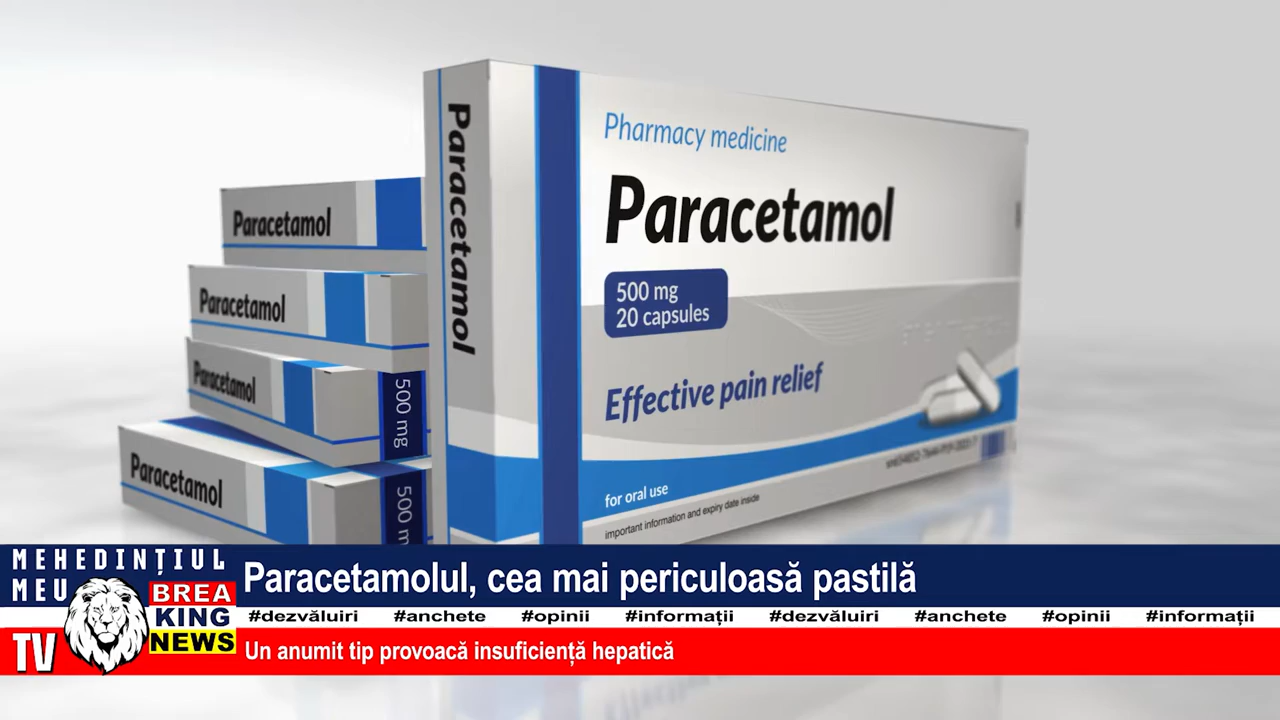 Paracetamol
Pharmacy medicine
Paracetamol
500 mg
20 capsules
Effective pain relief
for oral use
important information and expiry date inside
Paracetamol
Paracetamol
Paracetamol
500 mg
Paracetamol
500 m
MEHEDINȚIUL
MEU
TV
BREA
KING
NEWS
Paracetamolul, cea mai periculoasă pastilă
#dezvăluiri #anchete #opinii #informații #dezvăluiri #anchete #opinii #informații
Un anumit tip provoacă insuficiență hepatică